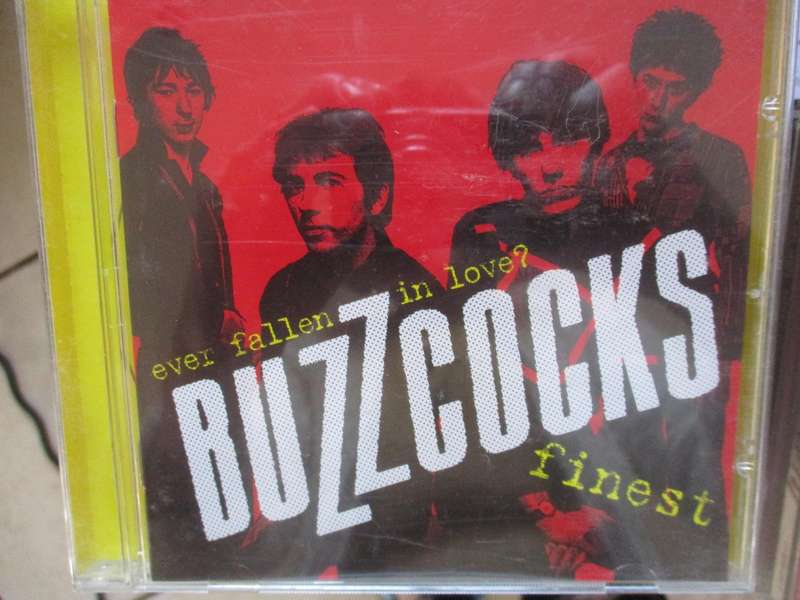 ever fallen in love?
BUZZCOCKS
finest